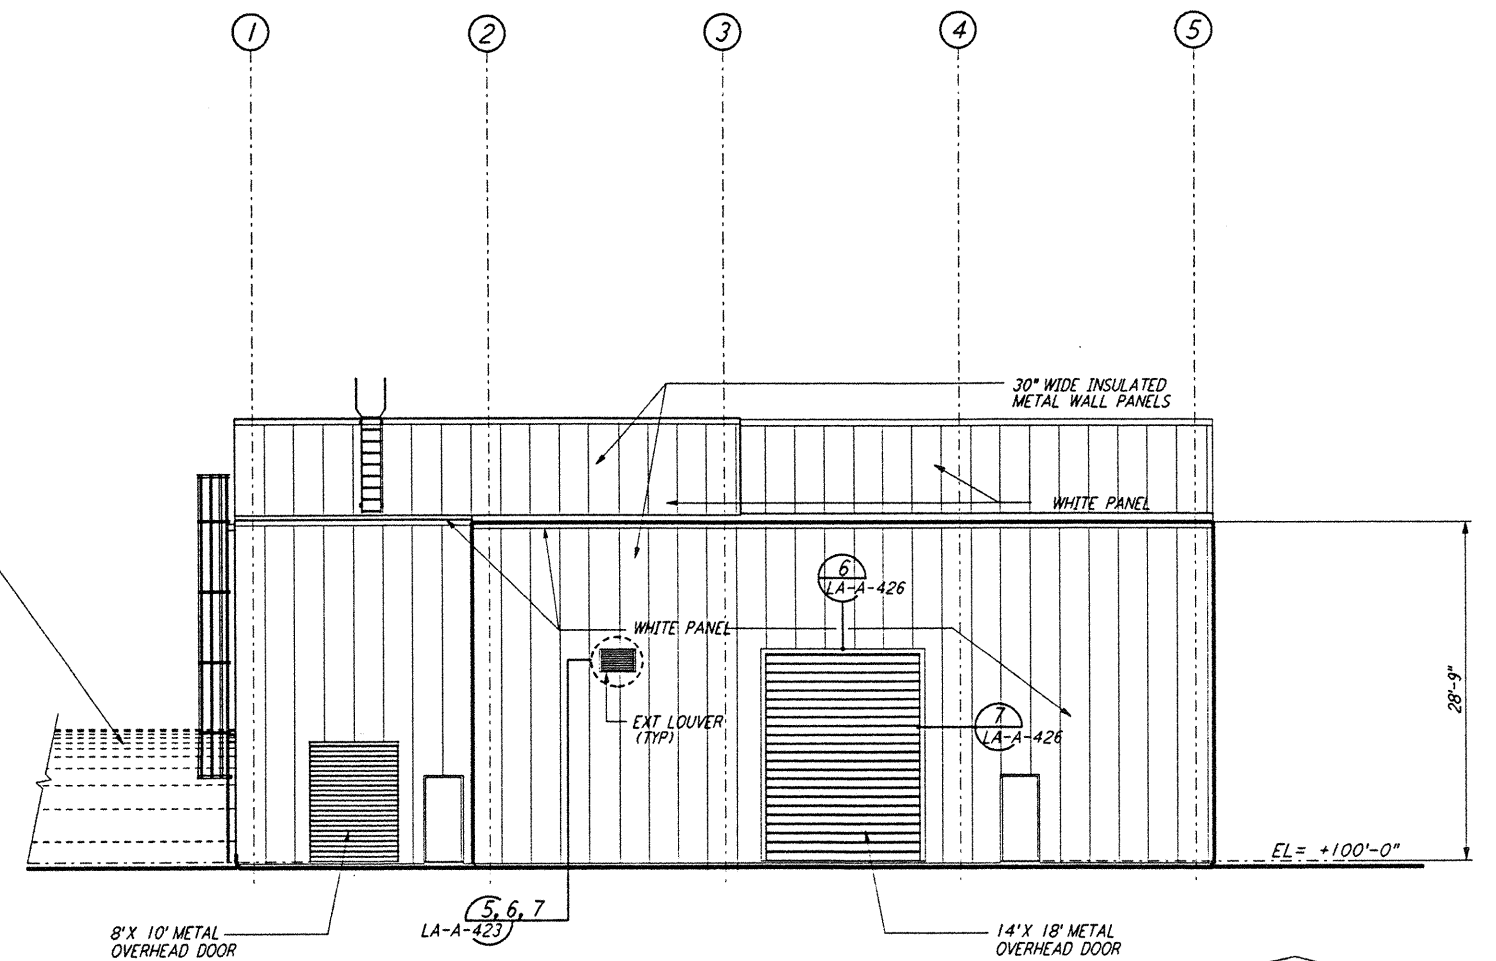 1 2 3 4 5
30" WIDE INSULATED
METAL WALL PANELS
WHITE PANEL
6
LA-A-426
WHITE PANEL
28'-9"
7
LA-A-426
EXT LOUVER
(TYP)
EL= +100'-0"
5, 6, 7
LA-A-423
8'X 10' METAL
OVERHEAD DOOR
14'X 18' METAL
OVERHEAD DOOR